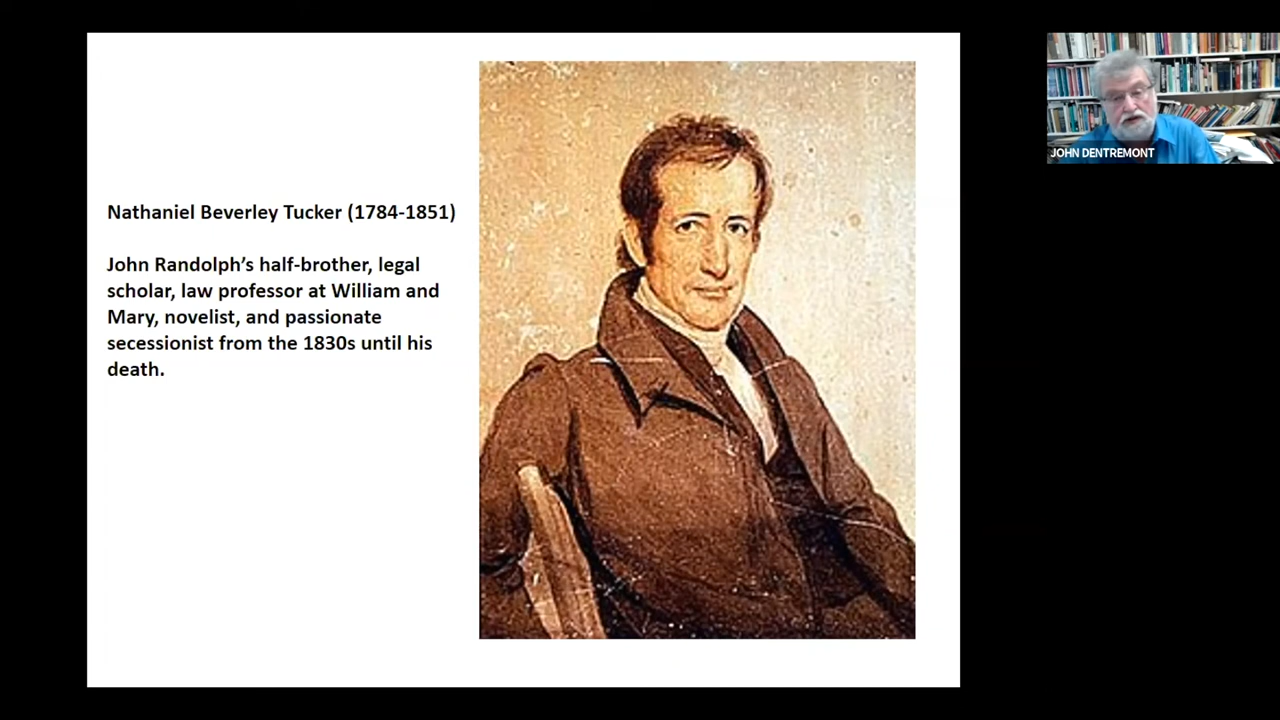 Nathaniel Beverley Tucker (1784-1851)
John Randolph’s half-brother, legal
scholar, law professor at William and
Mary, novelist, and passionate
secessionist from the 1830s until his
death.
JOHN DENTREMONT